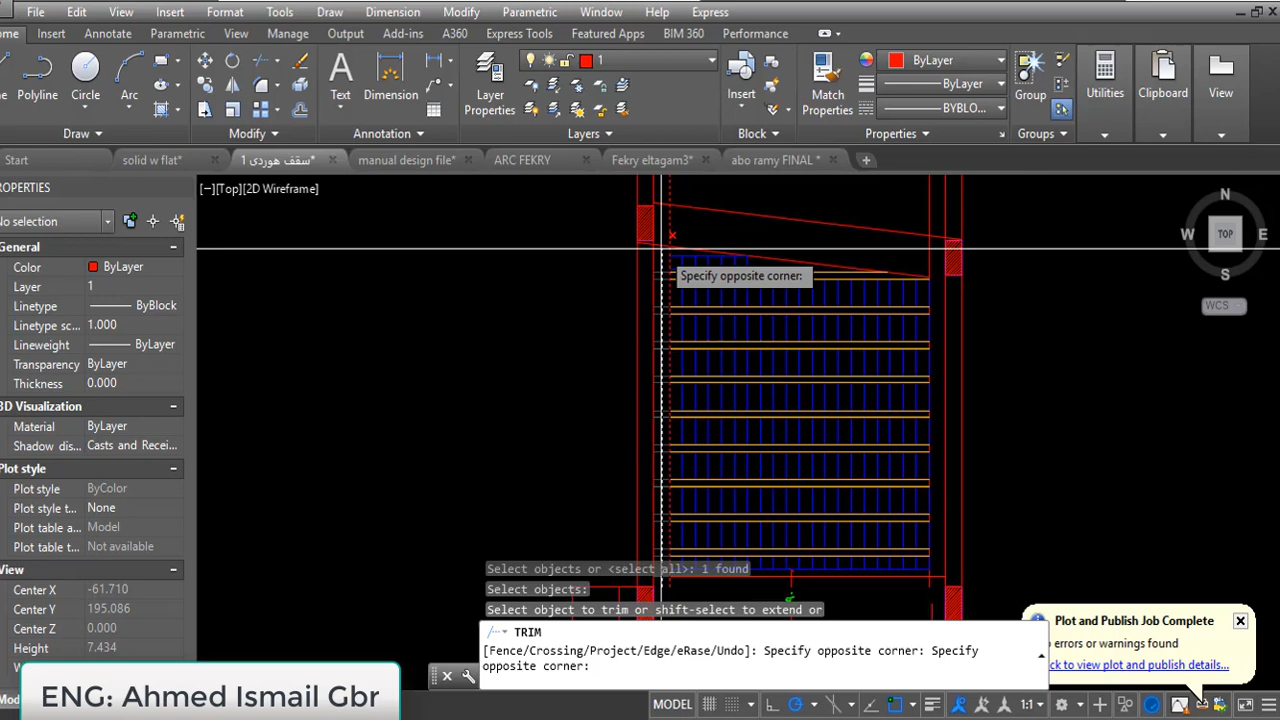 File Edit View Insert Format Tools Draw Dimension Modify Parametric Window Help Express
ome Insert Annotate Parametric View Manage Output Add-ins A360 Express Tools Featured Apps BIM 360 Performance
Polyline Circle Arc Text Dimension Layer Properties 1 Insert Match Properties ByLayer ByLayer BYBLO... Group Utilities Clipboard View
Draw Modify Annotation Layers Block Properties Groups
Start solid w flat* سقف هوردى 1* manual design file* ARC FEKRY Fekry eltagam3* abo ramy FINAL *
PROPERTIES
[−][Top][2D Wireframe]
No selection
General
Color ByLayer
Layer 1
Linetype ByBlock
Linetype sc... 1.000
Lineweight ByLayer
Transparency ByLayer
Thickness 0.000
3D Visualization
Material ByLayer
Shadow dis... Casts and Recei...
Plot style
Plot style ByColor
Plot style t... None
Plot table a... Model
Plot table t... Not available
View
Center X -61.710
Center Y 195.086
Center Z 0.000
Height 7.434
N
W TOP E
S
WCS
Specify opposite corner:
Select objects or <select all>: 1 found
Select objects:
Select object to trim or shift-select to extend or
TRIM
[Fence/Crossing/Project/Edge/eRase/Undo]: Specify opposite corner: Specify
opposite corner:
Plot and Publish Job Complete
o errors or warnings found
ck to view plot and publish details...
MODEL 1:1
ENG: Ahmed Ismail Gbr